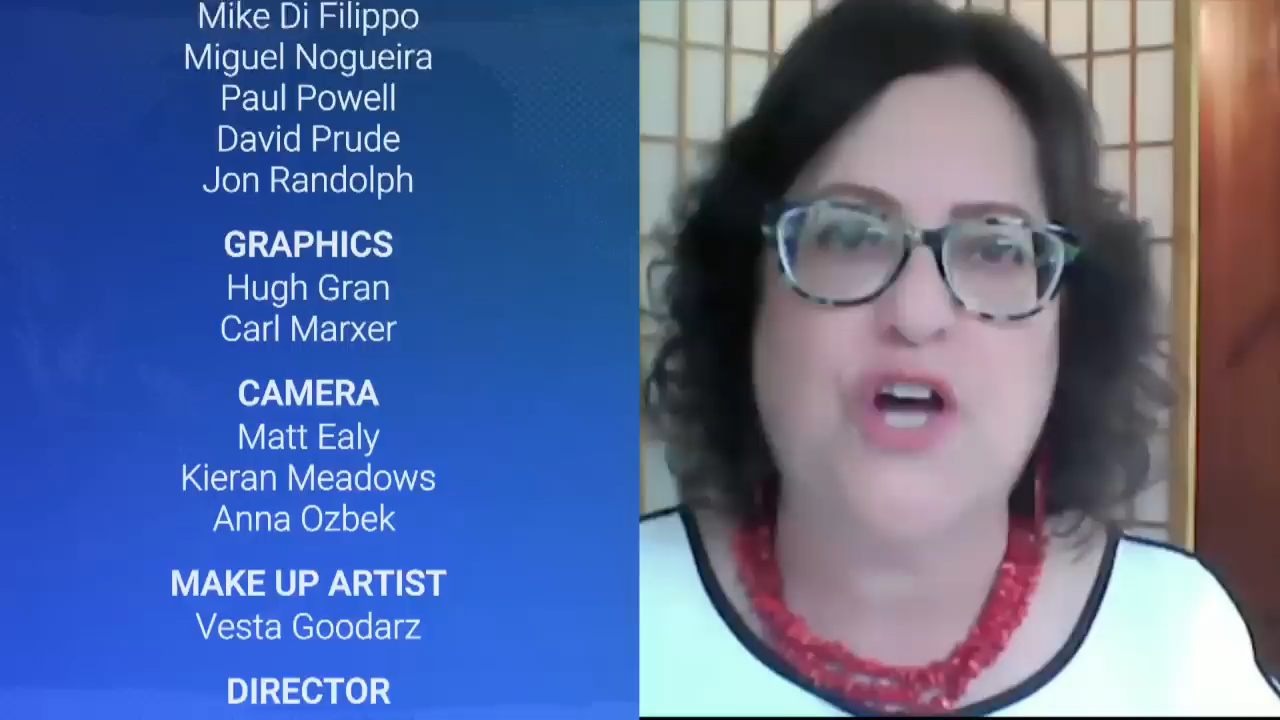 Mike Di Filippo
Miguel Nogueira
Paul Powell
David Prude
Jon Randolph
GRAPHICS
Hugh Gran
Carl Marxer
CAMERA
Matt Ealy
Kieran Meadows
Anna Ozbek
MAKE UP ARTIST
Vesta Goodarz
DIRECTOR